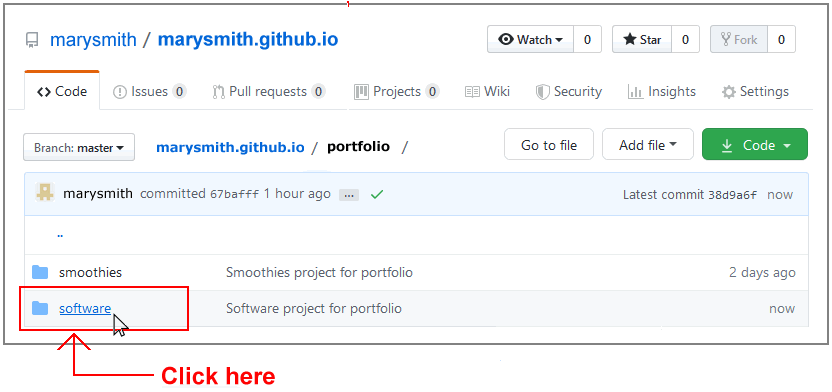 marysmith / marysmith.github.io Watch 0 Star 0 Fork 0
<> Code Issues 0 Pull requests 0 Projects 0 Wiki Security Insights Settings
Branch: master marysmith.github.io / portfolio / Go to file Add file Code
marysmith committed 67bafff 1 hour ago ... Latest commit 38d9a6f now
..
smoothies Smoothies project for portfolio 2 days ago
software Software project for portfolio now
Click here